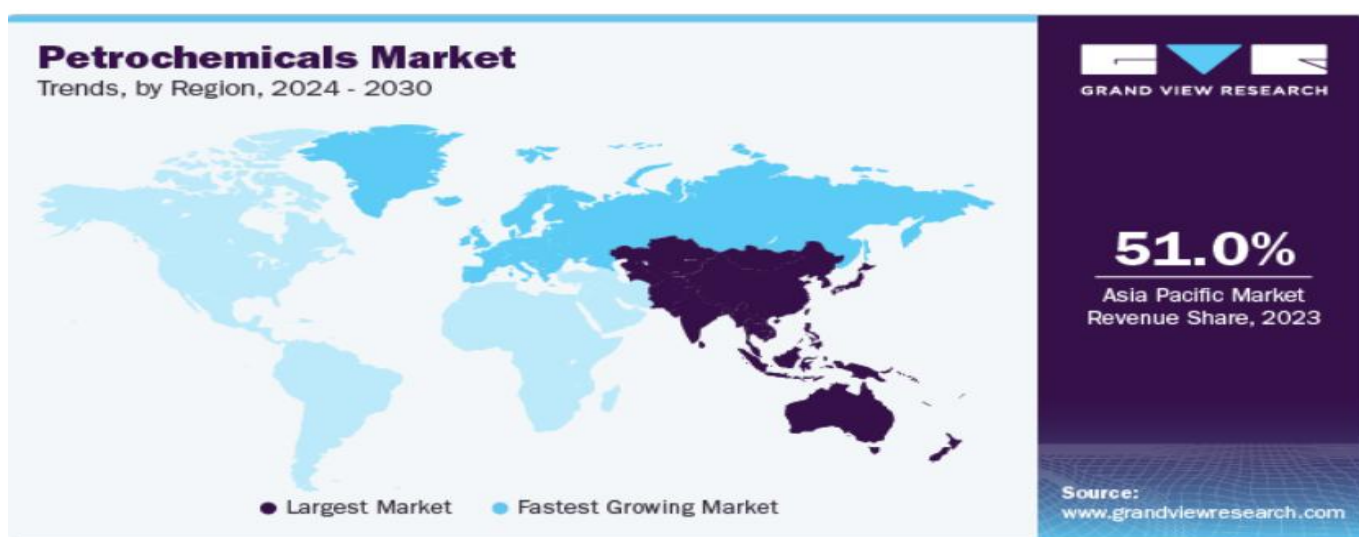 Petrochemicals Market
Trends, by Region, 2024 - 2030
Largest Market
Fastest Growing Market
GRAND VIEW RESEARCH
51.0%
Asia Pacific Market
Revenue Share, 2023
Source:
www.grandviewresearch.com